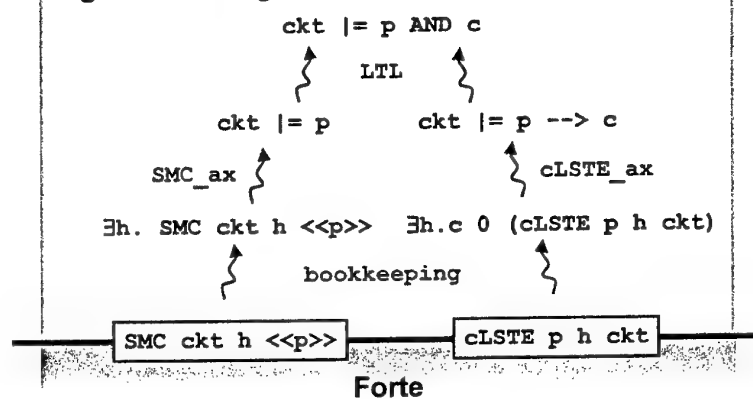 ckt |= p AND c
LTL
ckt |= p ckt |= p --> c
SMC_ax cLSTE_ax
∃h. SMC ckt h <<p>> ∃h.c 0 (cLSTE p h ckt)
bookkeeping
SMC ckt h <<p>> cLSTE p h ckt
Forte